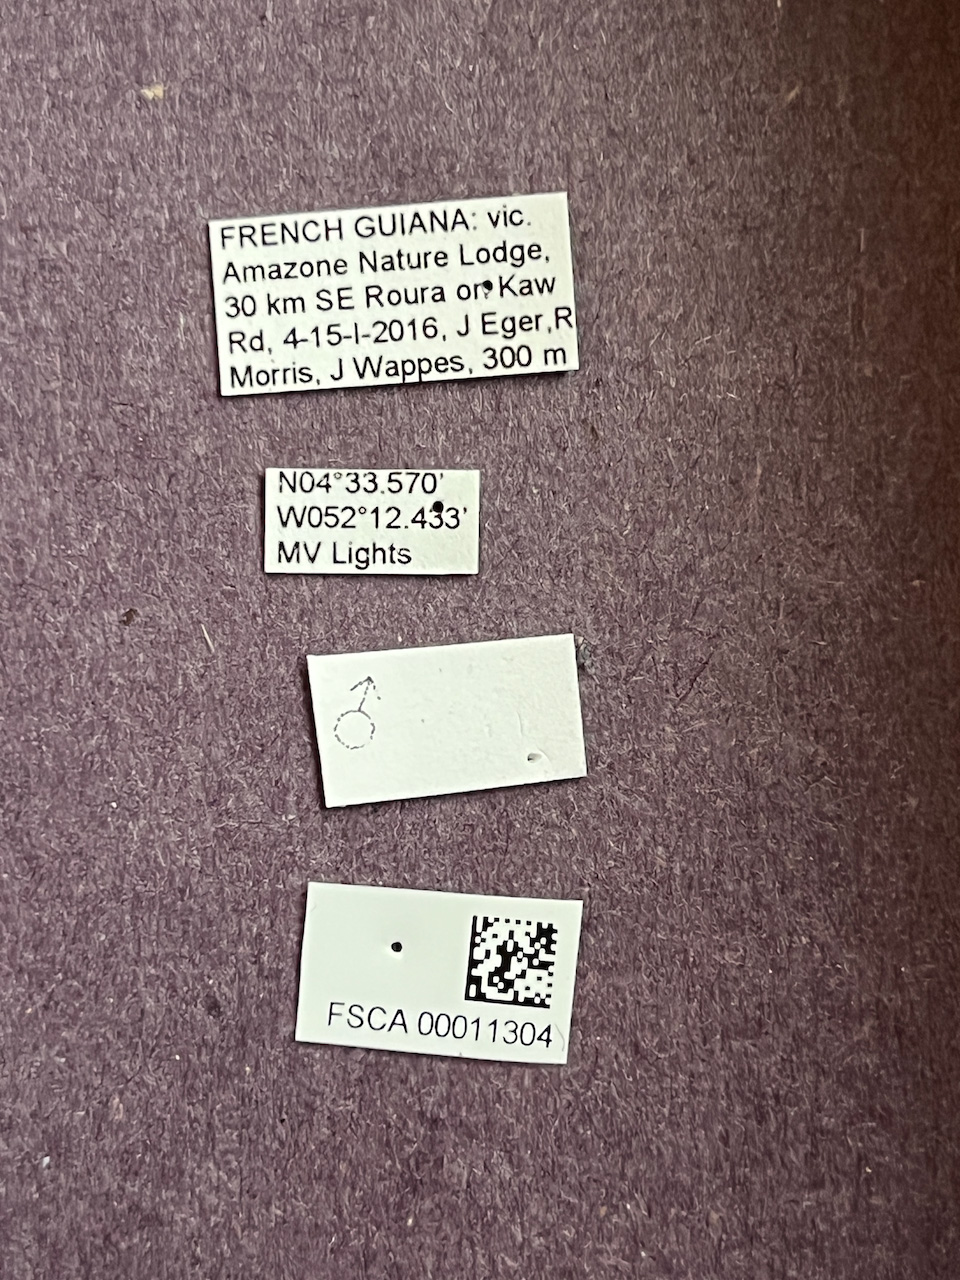 FRENCH GUIANA: vic.
Amazone Nature Lodge,
30 km SE Roura on Kaw
Rd, 4-15-I-2016, J Eger,R
Morris, J Wappes, 300 m
N04°33.570'
W052°12.433'
MV Lights
♂
FSCA 00011304